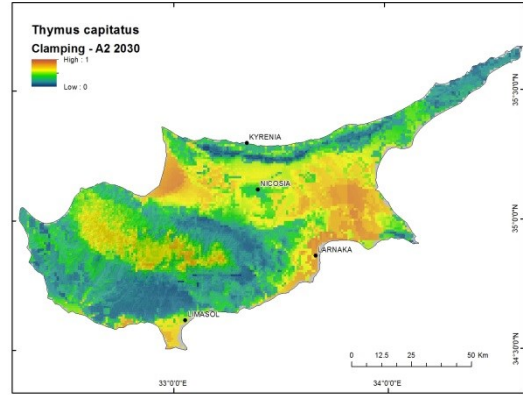 Thymus capitatus
Clamping - A2 2030
High : 1
Low : 0
KYRENIA
NICOSIA
LARNAKA
LIMASOL
35°30'0"N
35°0'0"N
34°30'0"N
0 12.5 25 50 Km
33°0'0"E 34°0'0"E